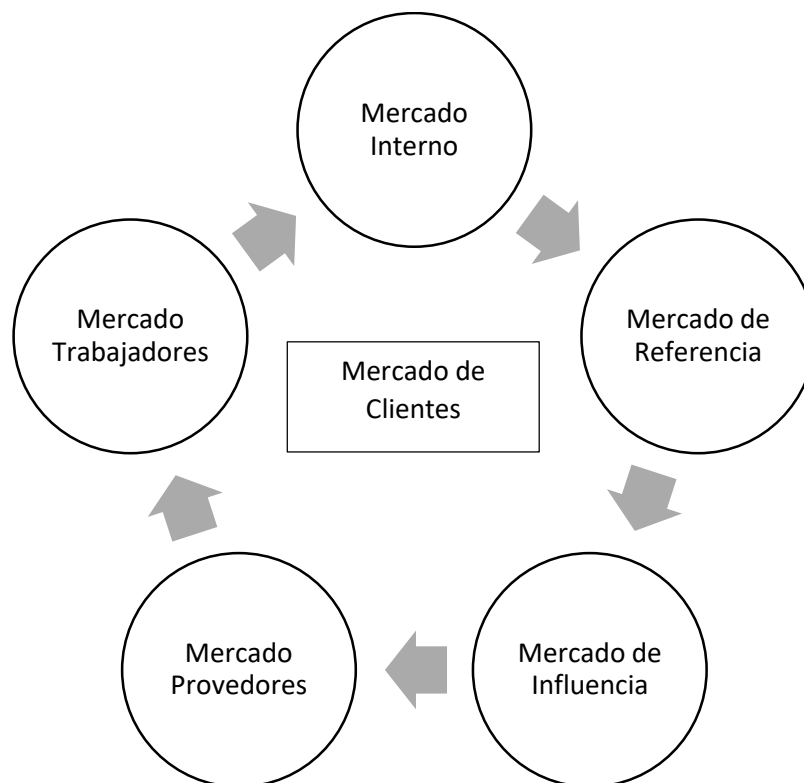 Mercado
Interno
Mercado
Trabajadores
Mercado de
Referencia
Mercado de
Clientes
Mercado
Provedores
Mercado de
Influencia